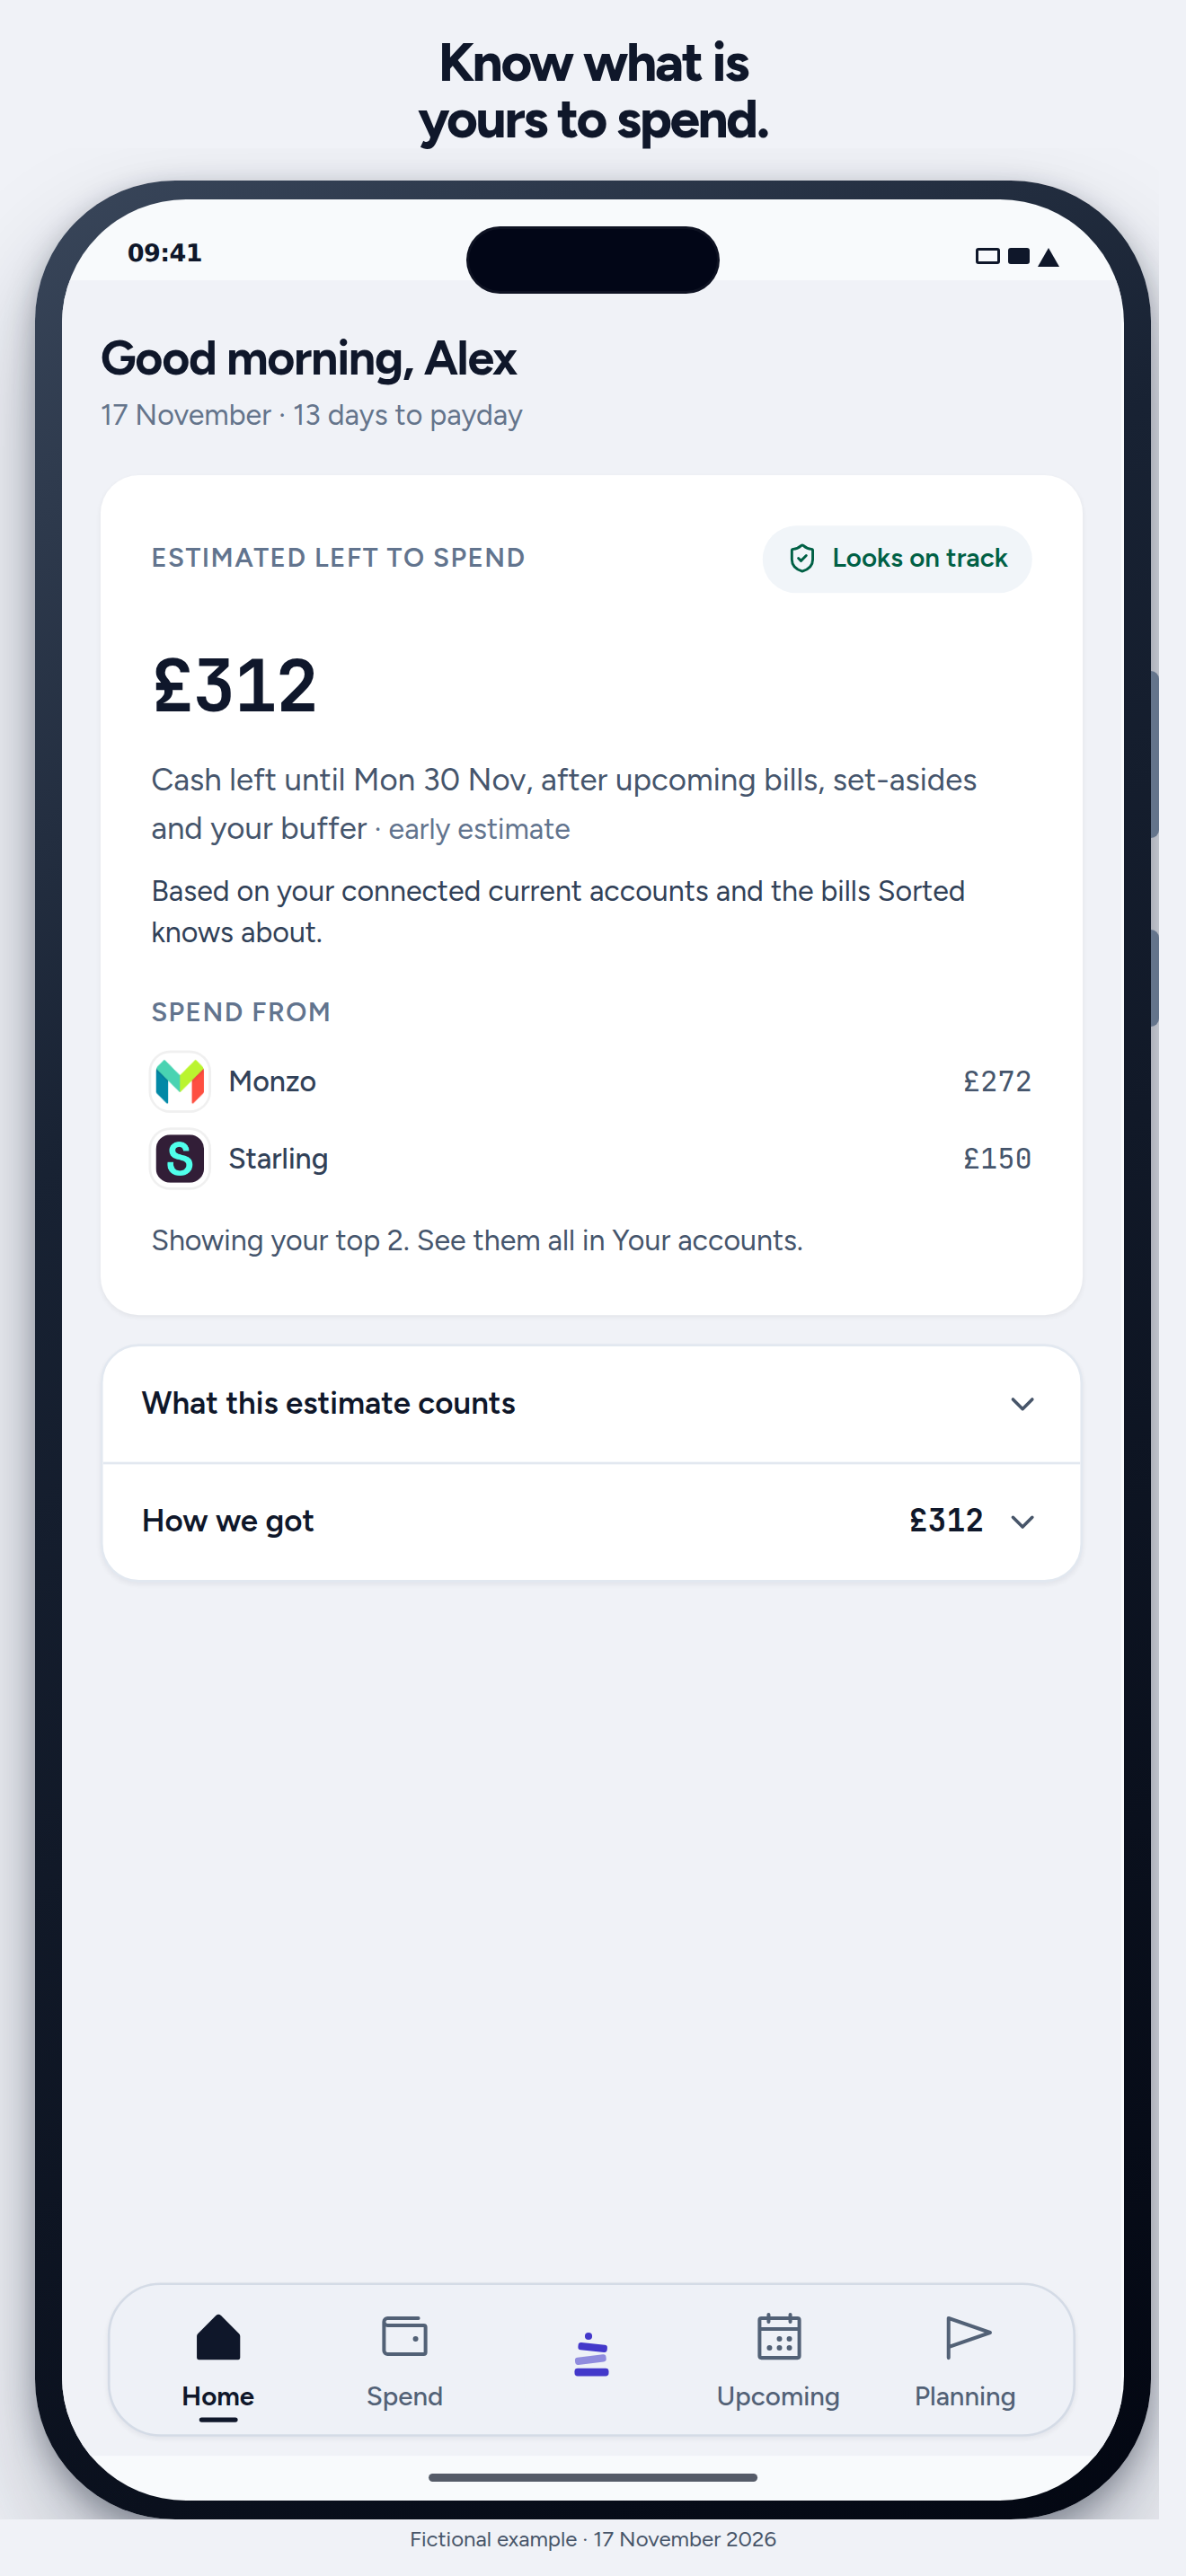 Know what is
yours to spend.
09:41
Good morning, Alex
17 November · 13 days to payday
ESTIMATED LEFT TO SPEND
Looks on track
£312
Cash left until Mon 30 Nov, after upcoming bills, set-asides
and your buffer · early estimate
Based on your connected current accounts and the bills Sorted
knows about.
SPEND FROM
Monzo £272
S Starling £150
Showing your top 2. See them all in Your accounts.
What this estimate counts
How we got £312
Home Spend Upcoming Planning
Fictional example · 17 November 2026